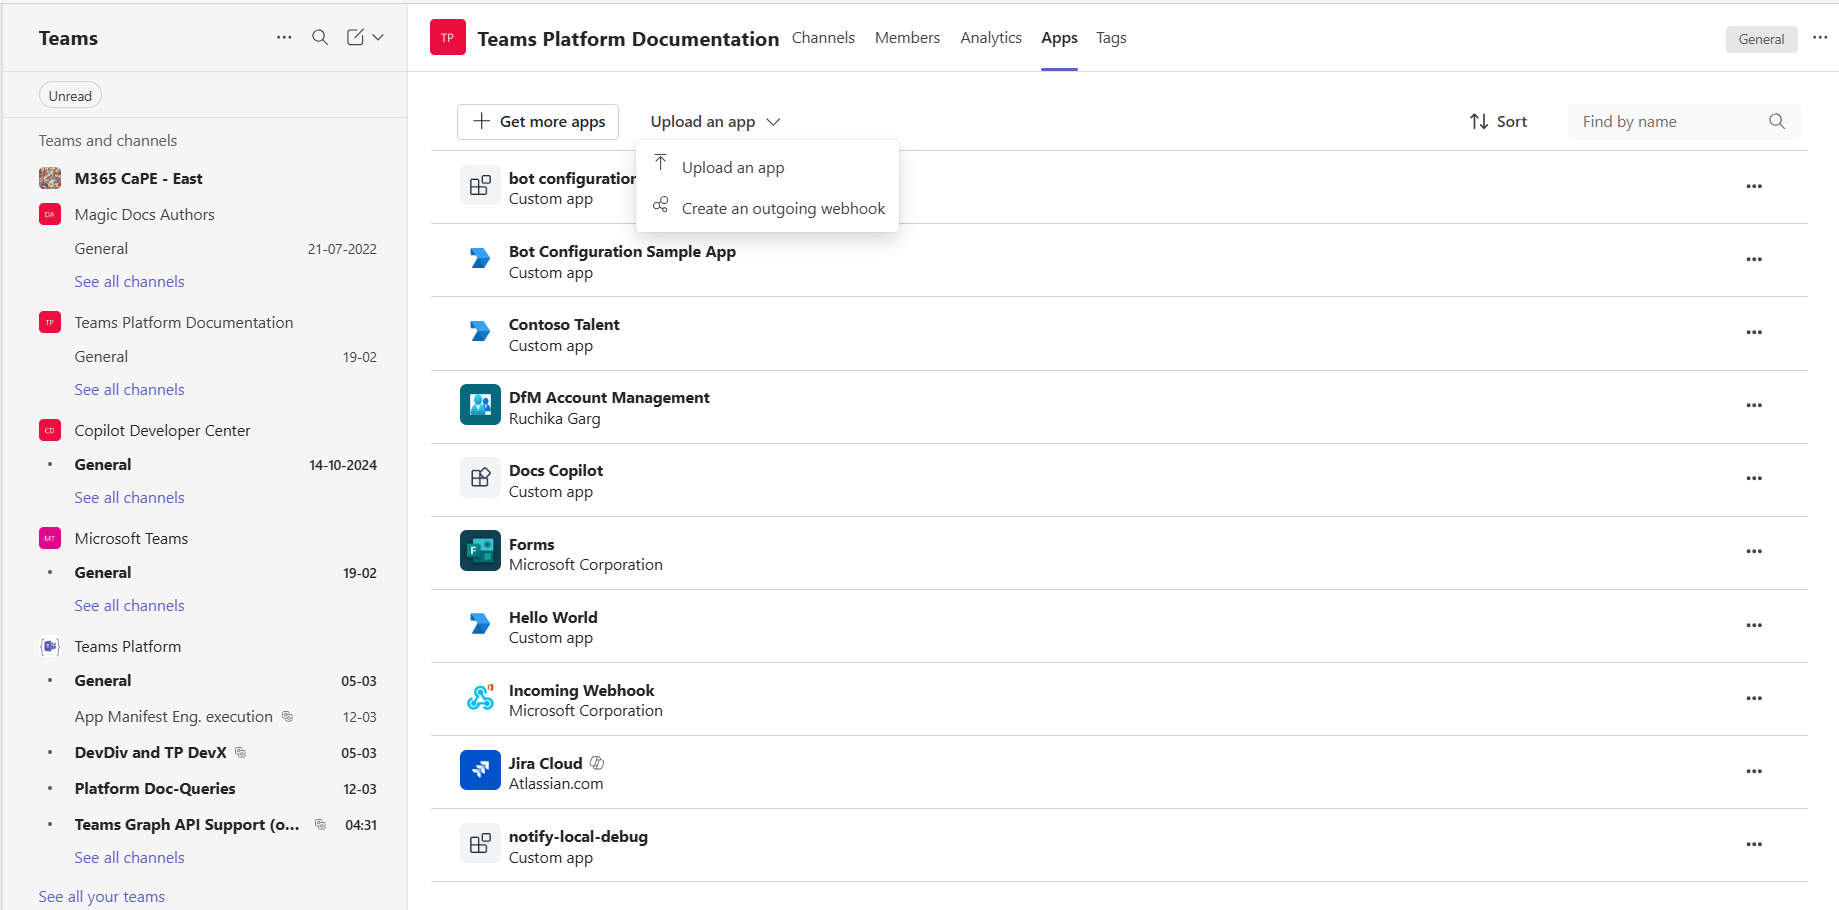 Teams
Unread
Teams and channels
M365 CaPE - East
DA Magic Docs Authors
General 21-07-2022
See all channels
TP Teams Platform Documentation
General 19-02
See all channels
CD Copilot Developer Center
General 14-10-2024
See all channels
MT Microsoft Teams
General 19-02
See all channels
Teams Platform
General 05-03
App Manifest Eng. execution 12-03
DevDiv and TP DevX 05-03
Platform Doc-Queries 12-03
Teams Graph API Support (o... 04:31
See all channels
See all your teams
TP Teams Platform Documentation Channels Members Analytics Apps Tags General
Get more apps Upload an app Sort Find by name
Upload an app
Create an outgoing webhook
bot configuration
Custom app
Bot Configuration Sample App
Custom app
Contoso Talent
Custom app
DfM Account Management
Ruchika Garg
Docs Copilot
Custom app
Forms
Microsoft Corporation
Hello World
Custom app
Incoming Webhook
Microsoft Corporation
Jira Cloud
Atlassian.com
notify-local-debug
Custom app